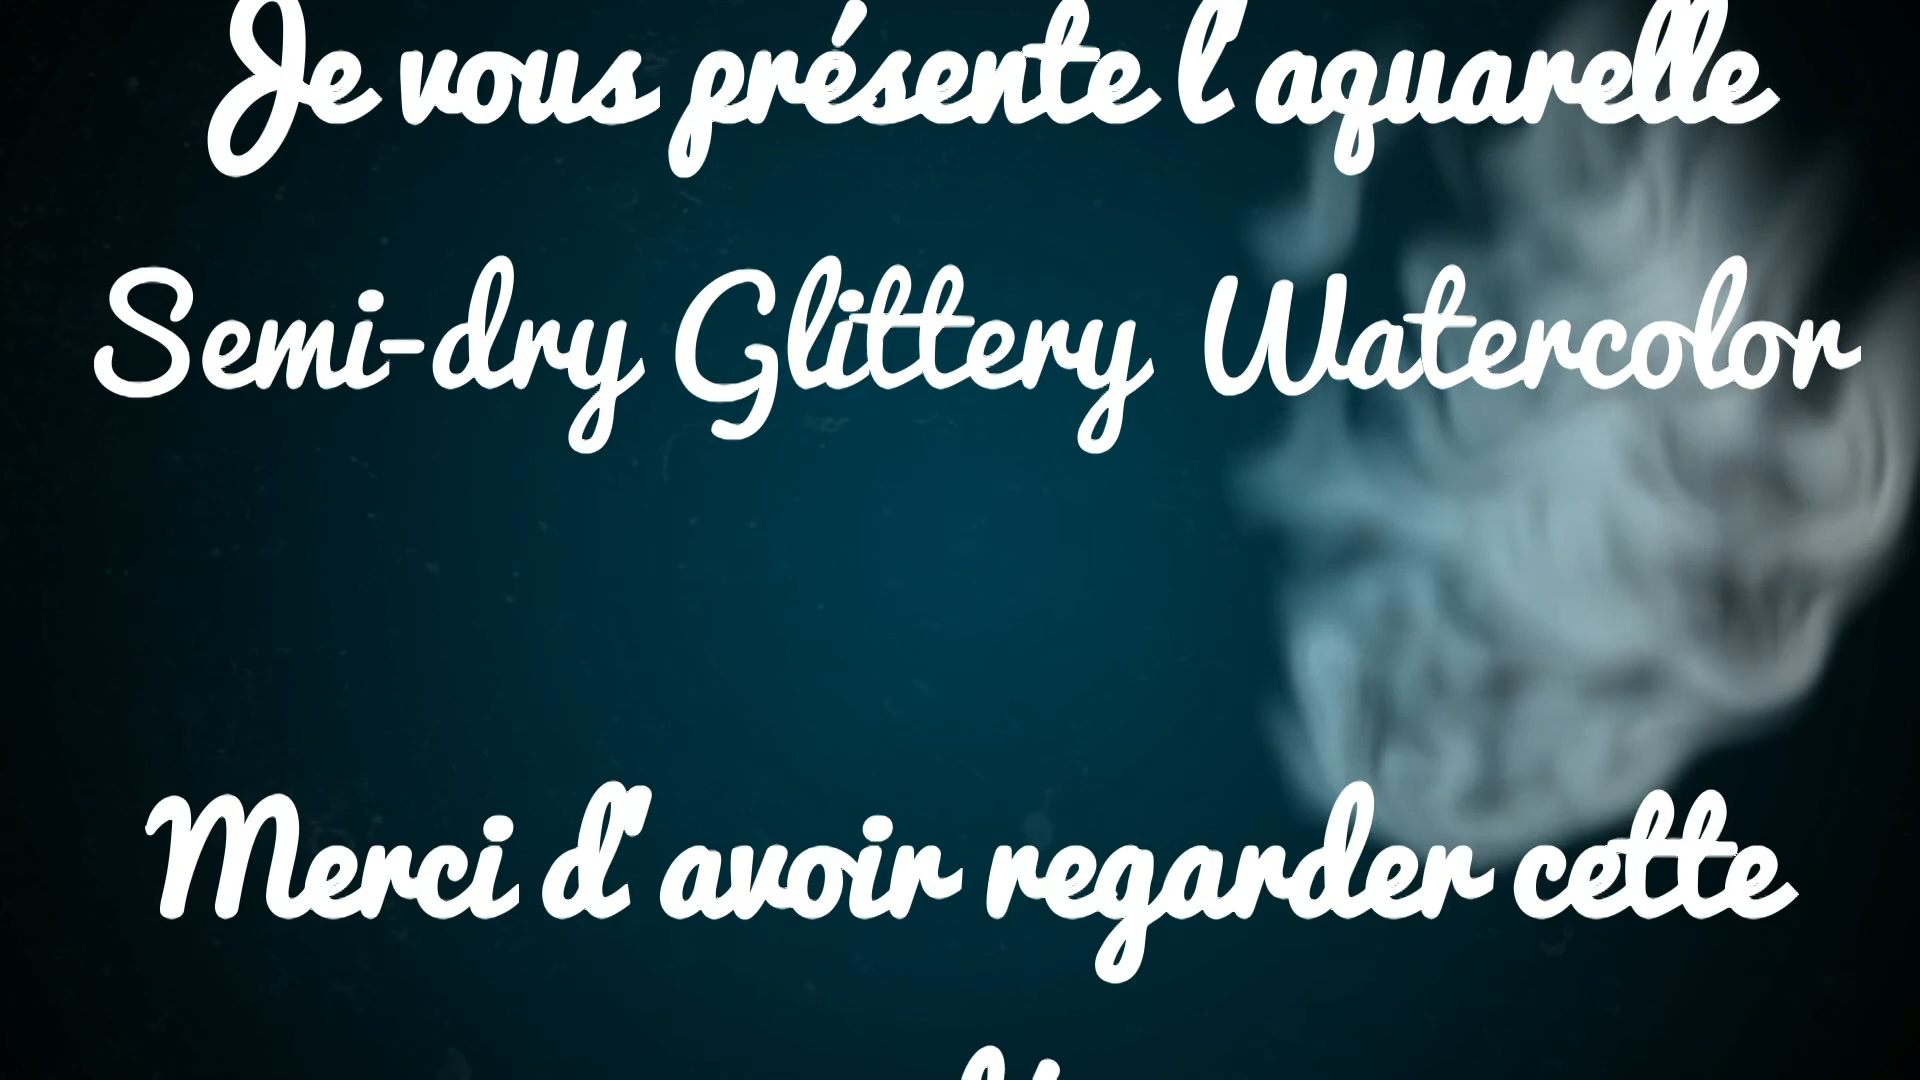 Je vous présente l'aquarelle
Semi-dry Glittery Watercolor
Merci d'avoir regarder cette